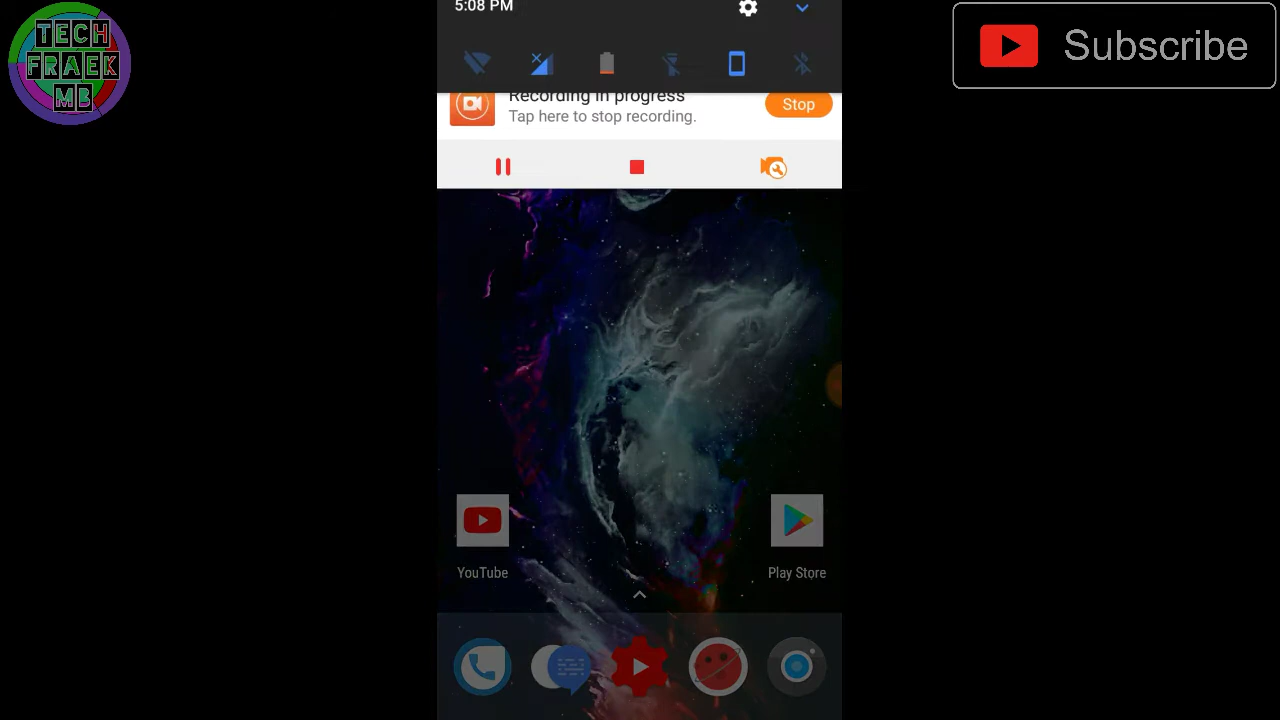 TECH
FRAEK
MB
5:08 PM
Subscribe
Recording in progress
Tap here to stop recording.
Stop
YouTube
Play Store